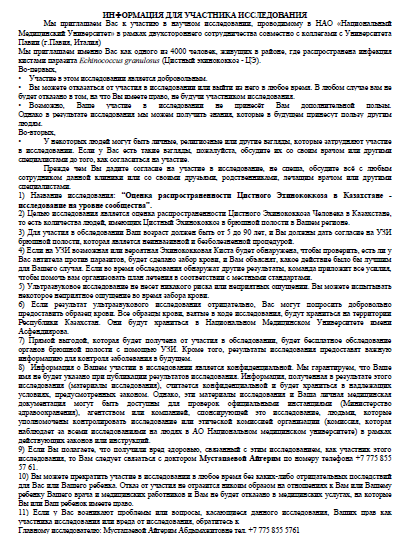 ИНФОРМАЦИЯ ДЛЯ УЧАСТНИКА ИССЛЕДОВАНИЯ
Мы приглашаем Вас к участию в научном исследовании, проводимому в НАО «Национальный
Медицинский Университет» в рамках двухстороннего сотрудничества совместно с коллегами с Университета
Павии (г.Павия, Италия)
Мы приглашаем именно Вас как одного из 4000 человек, живущих в районе, где распространена инфекция
кистами паразита Echinococcus granulosus (Цистный эхинококкоз - ЦЭ).
Во-первых,
• Участие в этом исследовании является добровольным.
• Вы можете отказаться от участия в исследовании или выйти из него в любое время. В любом случае вам не
будет отказано в том, на что Вы имеете право, не будучи участником исследования.
• Возможно, Ваше участие в исследовании не принесёт Вам дополнительной пользы.
Однако в результате исследования мы можем получить знания, которые в будущем принесут пользу другим
людям.
Во-вторых,
• У некоторых людей могут быть личные, религиозные или другие взгляды, которые затрудняют участие
в исследовании. Если у Вас есть такие взгляды, пожалуйста, обсудите их со своим врачом или другими
специалистами до того, как согласиться на участие.
Прежде чем Вы дадите согласие на участие в исследование, не спеша, обсудите всё с любым
сотрудником данной клиники или со своими друзьями, родственниками, лечащим врачом или другими
специалистами.
1) Название исследования: "Оценка распространенности Цистного Эхинококкоза в Казахстане -
исследование на уровне сообщества".
2) Целью исследования является оценка распространенности Цистного Эхинококкоза Человека в Казахстане,
то есть количества людей, имеющих Цистный Эхинококкоз в брюшной полости в Вашем регионе.
3) Для участия в обследовании Ваш возраст должен быть от 5 до 90 лет, и Вы должны дать согласие на УЗИ
брюшной полости, которая является неинвазивной и безболезненной процедурой.
4) Если на УЗИ возможная или вероятная Эхинококковая Киста будет обнаружена, чтобы проверить, есть ли у
Вас антитела против паразитов, будет сделано забор крови, и Вам объяснят, какое действие было бы лучшим
для Вашего случая. Если во время обследования обнаружат другие результаты, команда приложит все усилия,
чтобы помочь вам организовать план лечения в соответствии с местными стандартами.
5) Ультразвуковое исследование не несет никакого риска или неприятных ощущении. Вы можете испытывать
некоторое неприятное ощущение во время забора крови.
6) Если результаты ультразвукового исследования отрицательно, Вас могут попросить добровольно
предоставить образец крови. Все образцы крови, взятые в ходе исследования, будут храниться на территории
Республики Казахстан. Они будут храниться в Национальном Медицинском Университете имени
Асфендиярова.
7) Прямой выгодой, которая будет получена от участия в обследовании, будет бесплатное обследование
органов брюшной полости с помощью УЗИ. Кроме того, результаты исследования предоставят важную
информацию для контроля заболевания в будущем.
8) Информация о Вашем участии в исследовании является конфиденциальной. Мы гарантируем, что Ваше
имя не будет указано при публикации результатов исследования. Информация, полученная в результате этого
исследования (материалы исследования), считается конфиденциальной и будет храниться в надлежащих
условиях, предусмотренных законом. Однако, эти материалы исследования и Ваша личная медицинская
документация могут быть доступны для проверок официальным инстанциями (Министерство
здравоохранения), агентством или компанией, спонсирующей это исследование, людьми, которые
уполномочены контролировать исследование или этической комиссией организации (комиссия, которая
наблюдает за всеми исследованиями на людях в АО Национальном медицинском университете) в рамках
действующих законов или инструкций.
9) Если Вы полагаете, что получили вред здоровью, связанный с этим исследованием, как участник этого
исследования, то Вам следует связаться с доктором Мустапаевой Айгерим по номеру телефона +7 775 855
57 61.
10) Вы можете прекратить участие в исследовании в любое время без каких-либо отрицательных последствий
для Вас или Вашего ребенка. Отказ от участия не отразится никоим образом на отношениях к Вам или Вашему
ребенку Вашего врача и медицинских работников и Вам не будет отказано в медицинских услугах, на которые
Вы или Ваш ребенок имеете право.
11) Если у Вас возникают проблемы или вопросы, касающиеся данного исследования, Ваших прав как
участника исследования или вреда от исследования, обратитесь к
Главному исследователю: Мустапаевой Айгерим Абдымажитовне тел. +7 775 855 5761